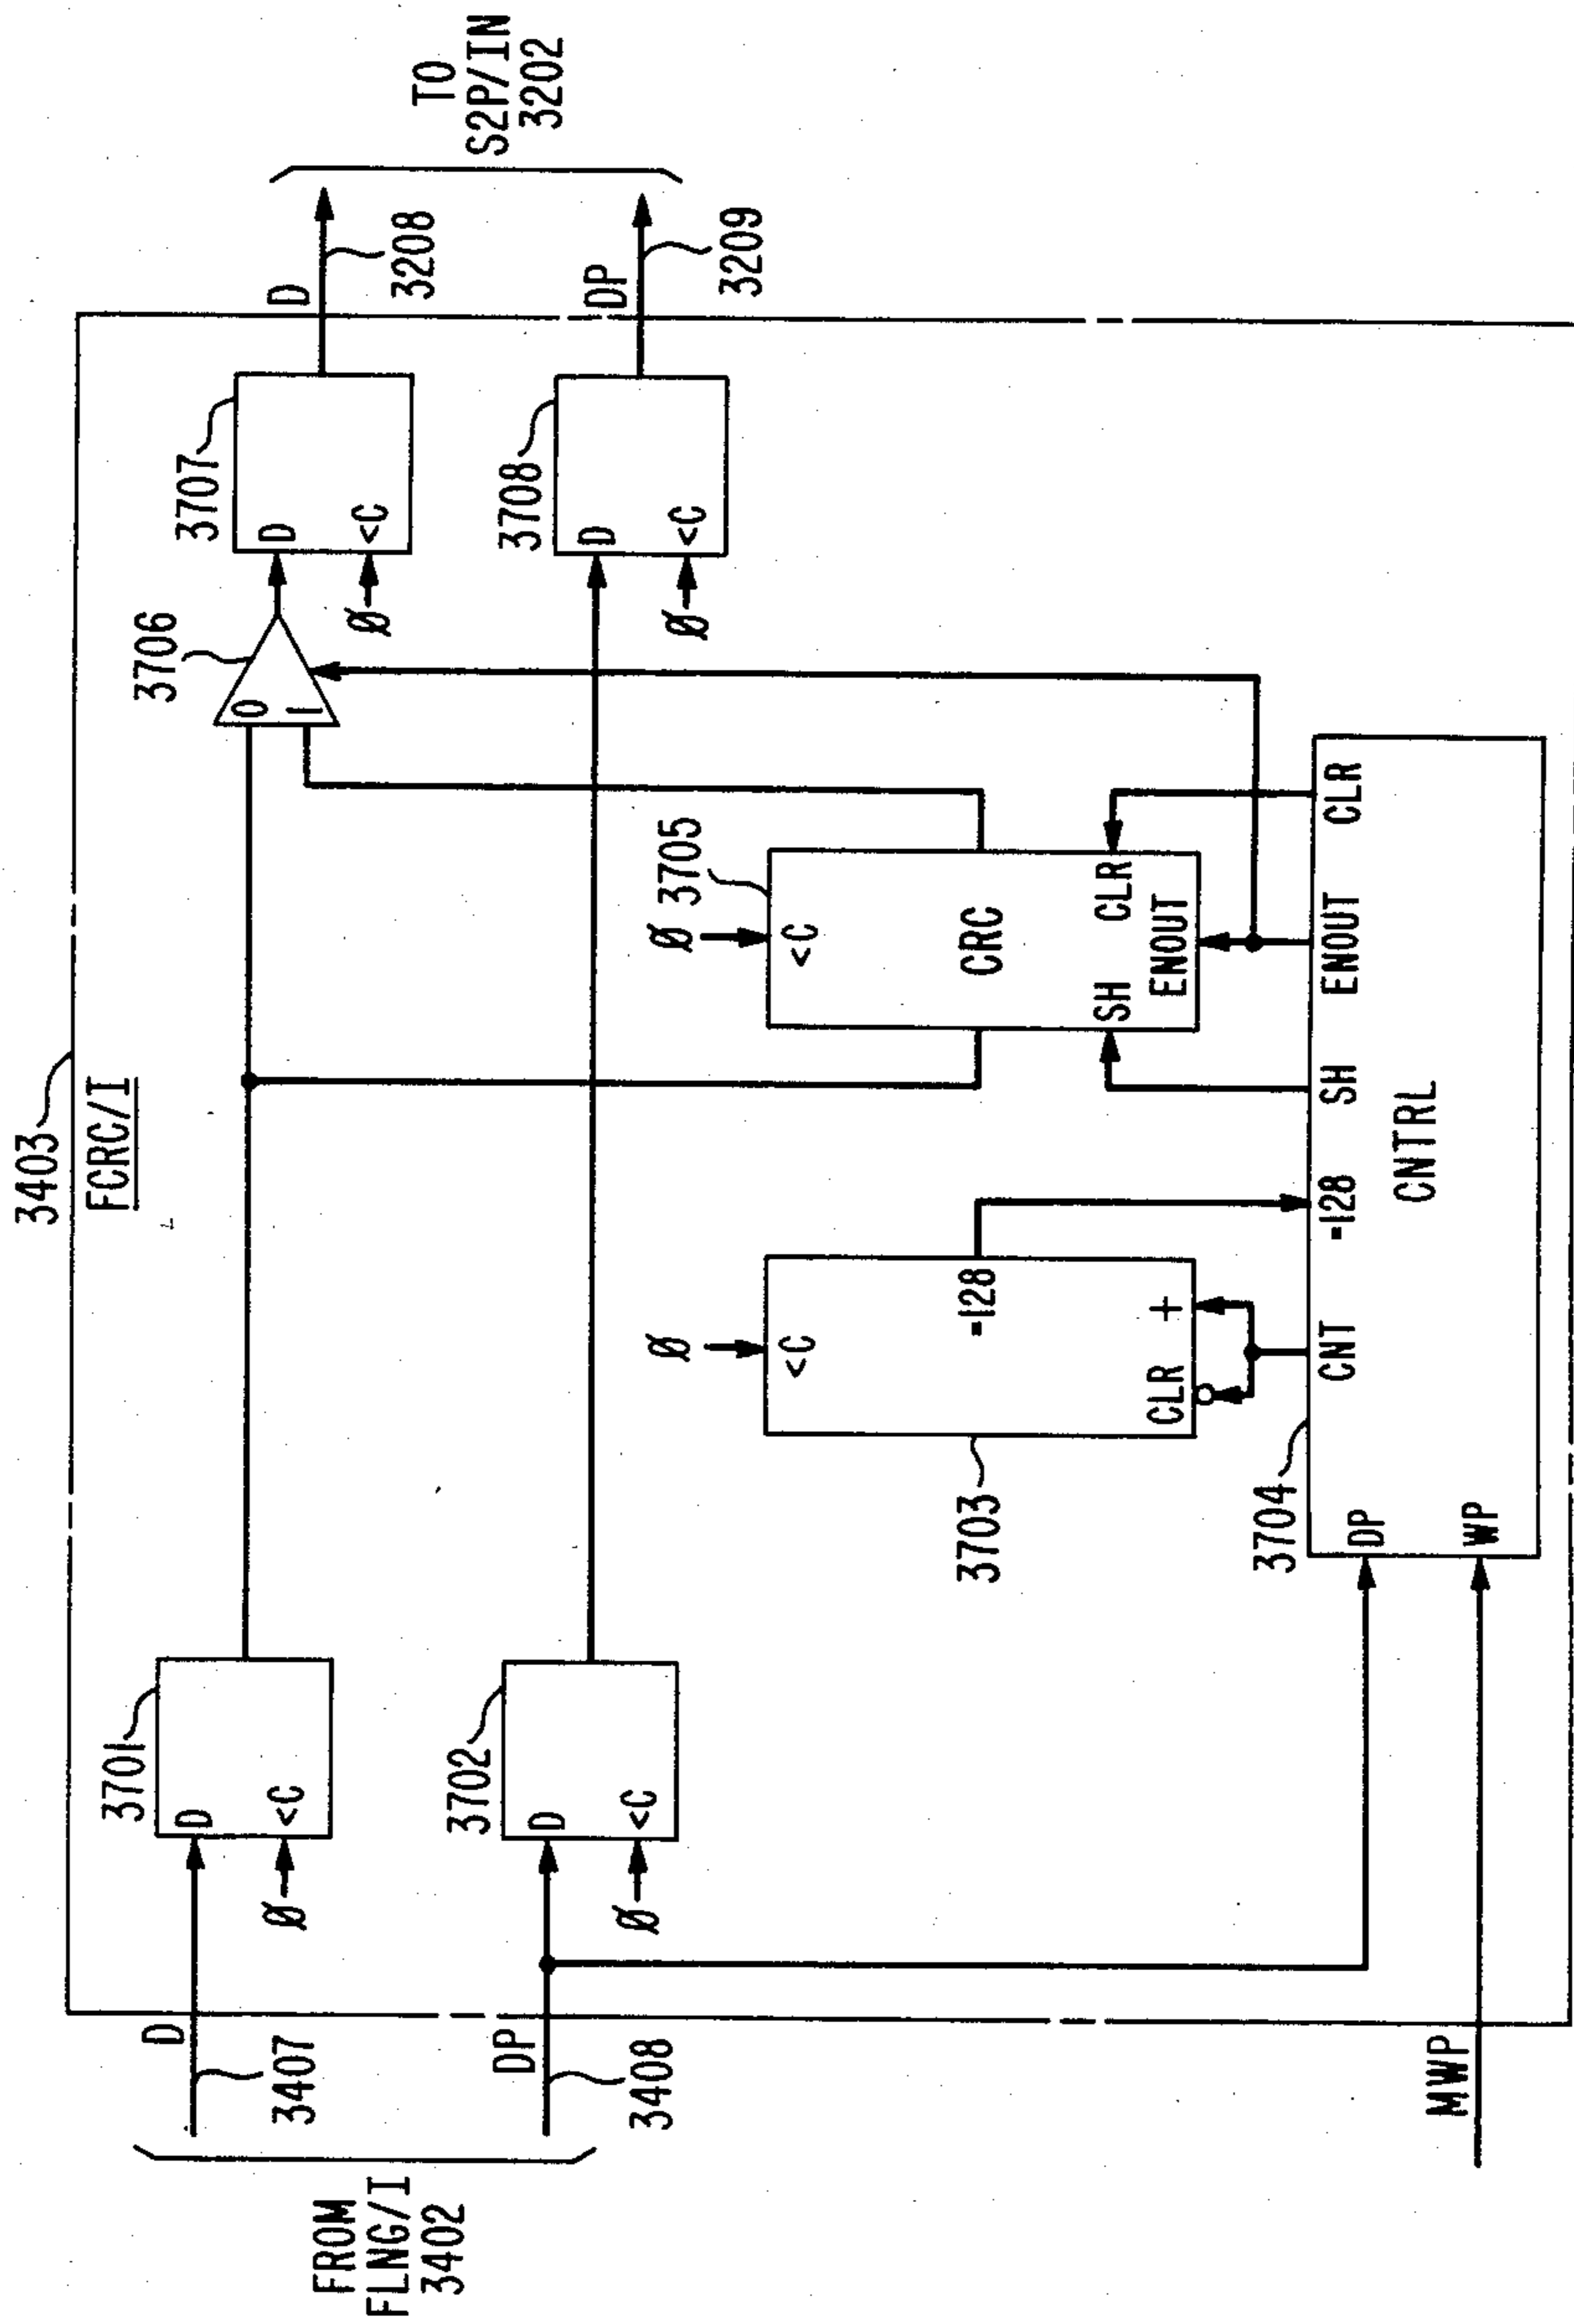 3403
FCRC/I
FROM
FLNG/I
3402
D
3407
DP
3408
MWP
3701
D
<C
Ø
3702
D
<C
Ø
3703
<C
Ø
=128
CLR
+
3704
DP
WP
CNT
=128
SH
ENOUT
CLR
CNTRL
3705
Ø
<C
CRC
SH
CLR
ENOUT
3706
0
1
3707
D
<C
Ø
3708
D
<C
Ø
D
3208
DP
3209
TO
S2P/IN
3202